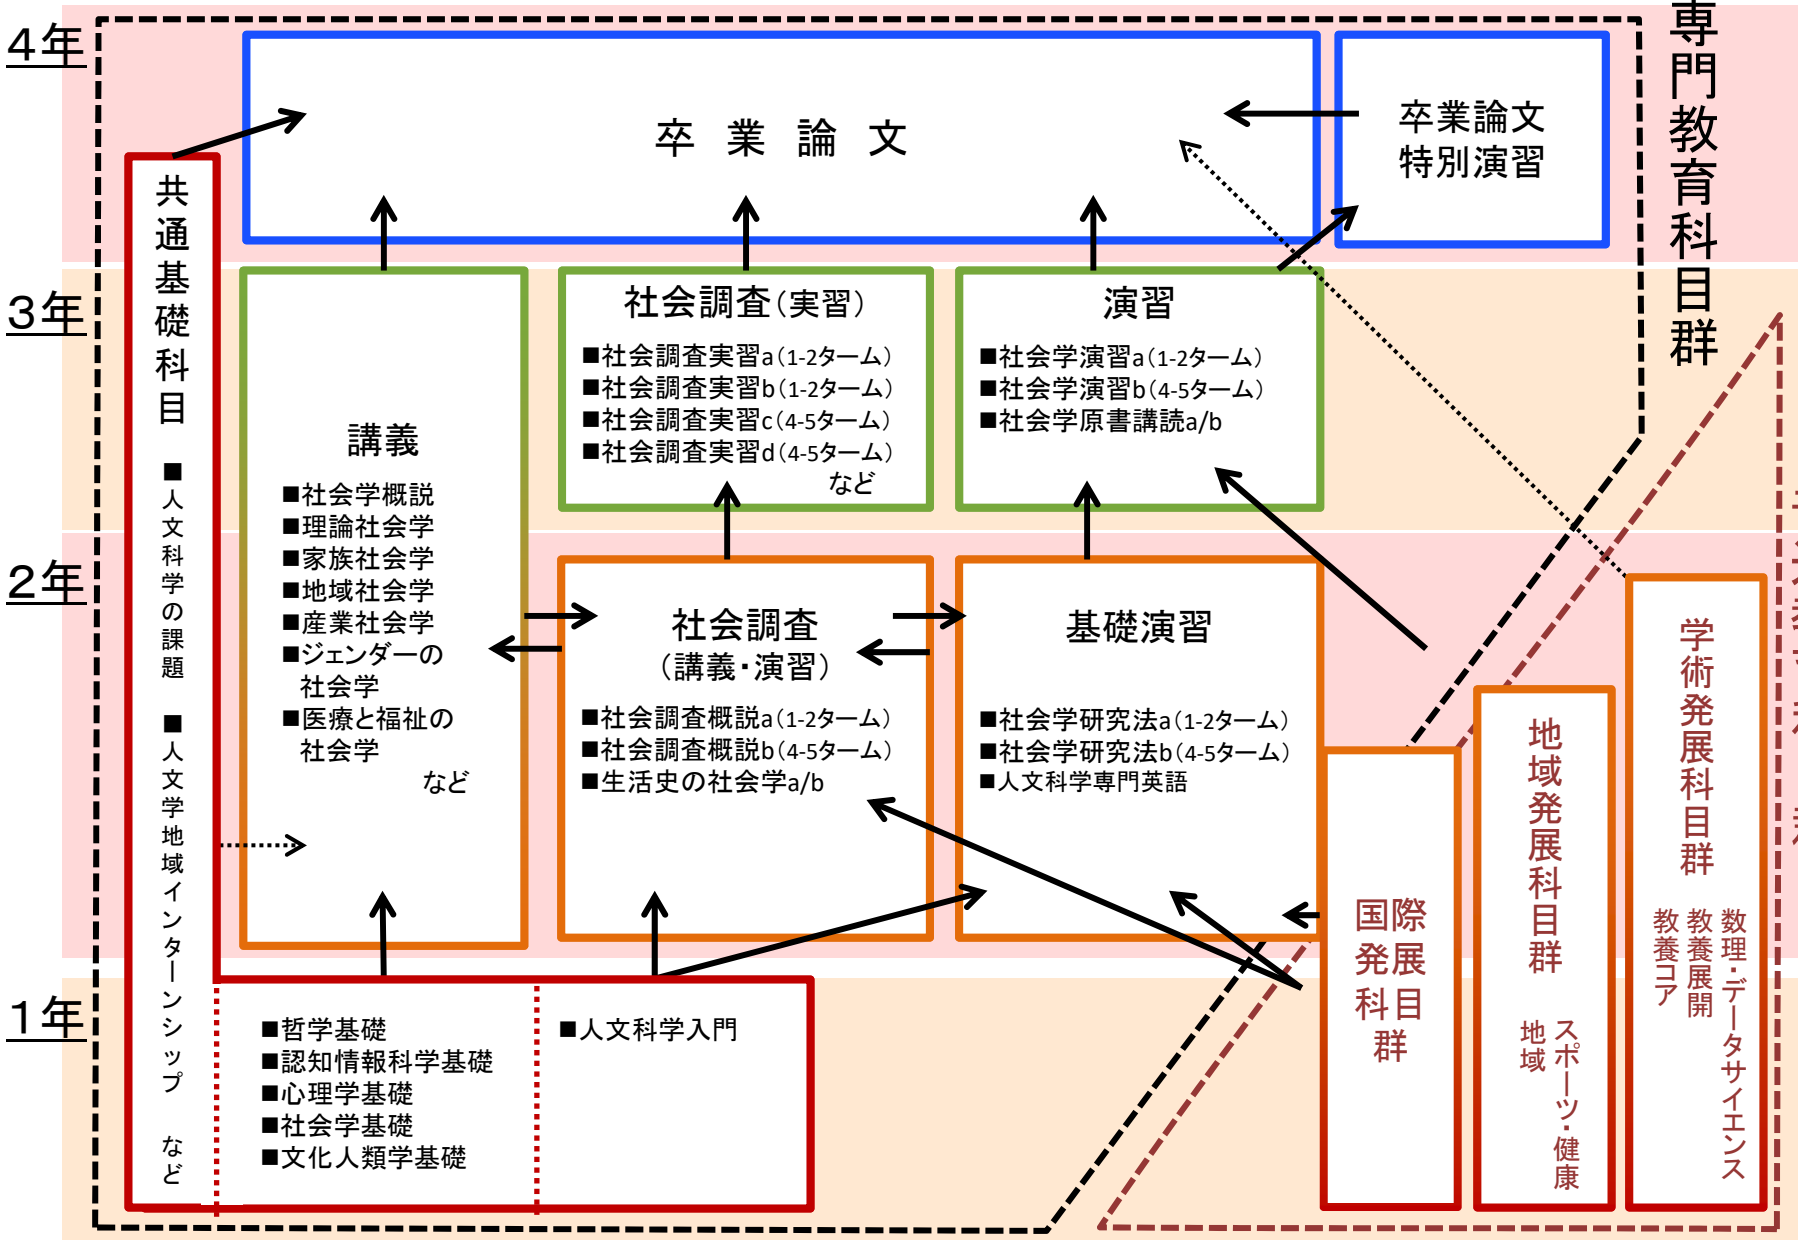 専門教育科目群
4年
卒業論文
卒業論文
特別演習
共通基礎科目 ■人文科学の課題 ■人文学地域インターンシップ など
3年
講義
■社会学概説
■理論社会学
■家族社会学
■地域社会学
■産業社会学
■ジェンダーの
社会学
■医療と福祉の
社会学
など
社会調査(実習)
■社会調査実習a(1-2ターム)
■社会調査実習b(1-2ターム)
■社会調査実習c(4-5ターム)
■社会調査実習d(4-5ターム)
など
演習
■社会学演習a(1-2ターム)
■社会学演習b(4-5ターム)
■社会学原書講読a/b
2年
社会調査
(講義・演習)
■社会調査概説a(1-2ターム)
■社会調査概説b(4-5ターム)
■生活史の社会学a/b
基礎演習
■社会学研究法a(1-2ターム)
■社会学研究法b(4-5ターム)
■人文科学専門英語
1年
■哲学基礎
■認知情報科学基礎
■心理学基礎
■社会学基礎
■文化人類学基礎
■人文科学入門
国際
発展
科目
群
地域発展科目群
スポーツ・健康
地域
学術発展科目群
数理・データサイエンス
教養展開
教養コア